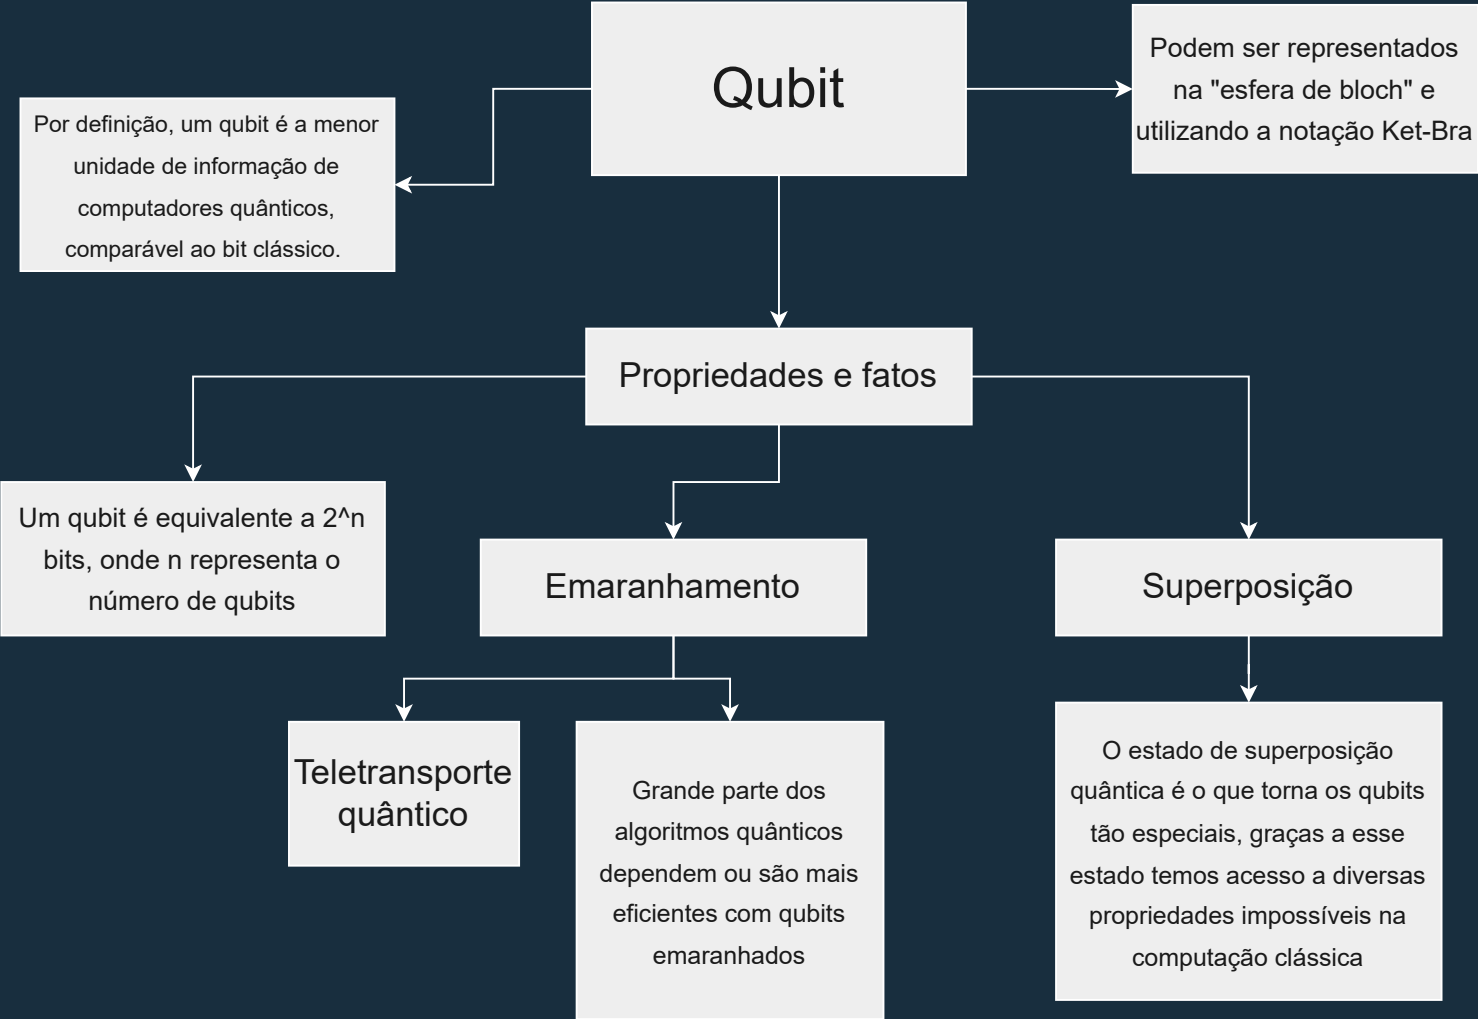 Qubit
Podem ser representados
na "esfera de bloch" e
utilizando a notação Ket-Bra
Por definição, um qubit é a menor
unidade de informação de
computadores quânticos,
comparável ao bit clássico.
Propriedades e fatos
Um qubit é equivalente a 2^n
bits, onde n representa o
número de qubits
Emaranhamento
Superposição
Teletransporte
quântico
Grande parte dos
algoritmos quânticos
dependem ou são mais
eficientes com qubits
emaranhados
O estado de superposição
quântica é o que torna os qubits
tão especiais, graças a esse
estado temos acesso a diversas
propriedades impossíveis na
computação clássica